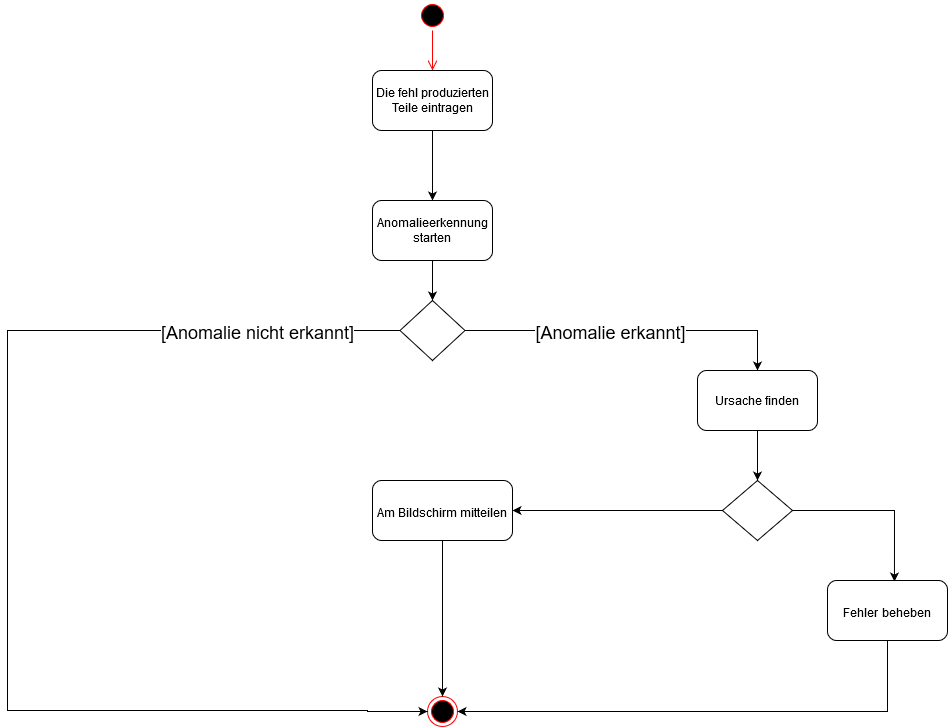 Die fehl produzierten
Teile eintragen
Anomalieerkennung
starten
[Anomalie nicht erkannt]
[Anomalie erkannt]
Ursache finden
Am Bildschirm mitteilen
Fehler beheben